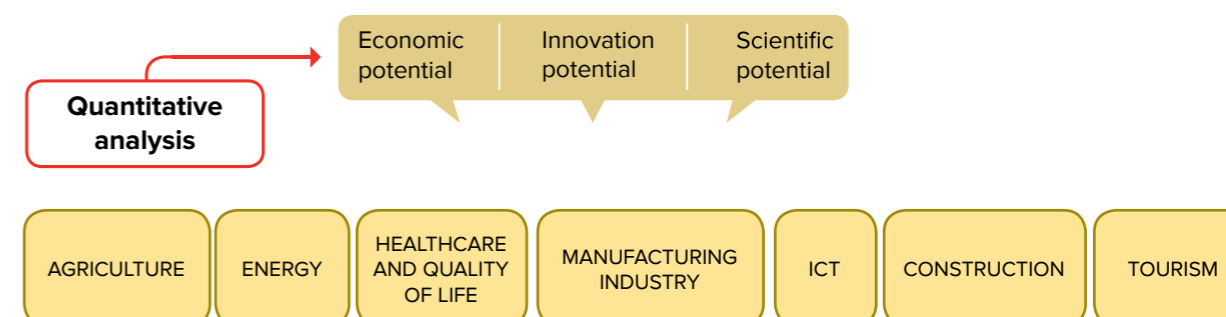 Economic
potential
Innovation
potential
Scientific
potential
Quantitative
analysis
AGRICULTURE
ENERGY
HEALTHCARE
AND QUALITY
OF LIFE
MANUFACTURING
INDUSTRY
ICT
CONSTRUCTION
TOURISM